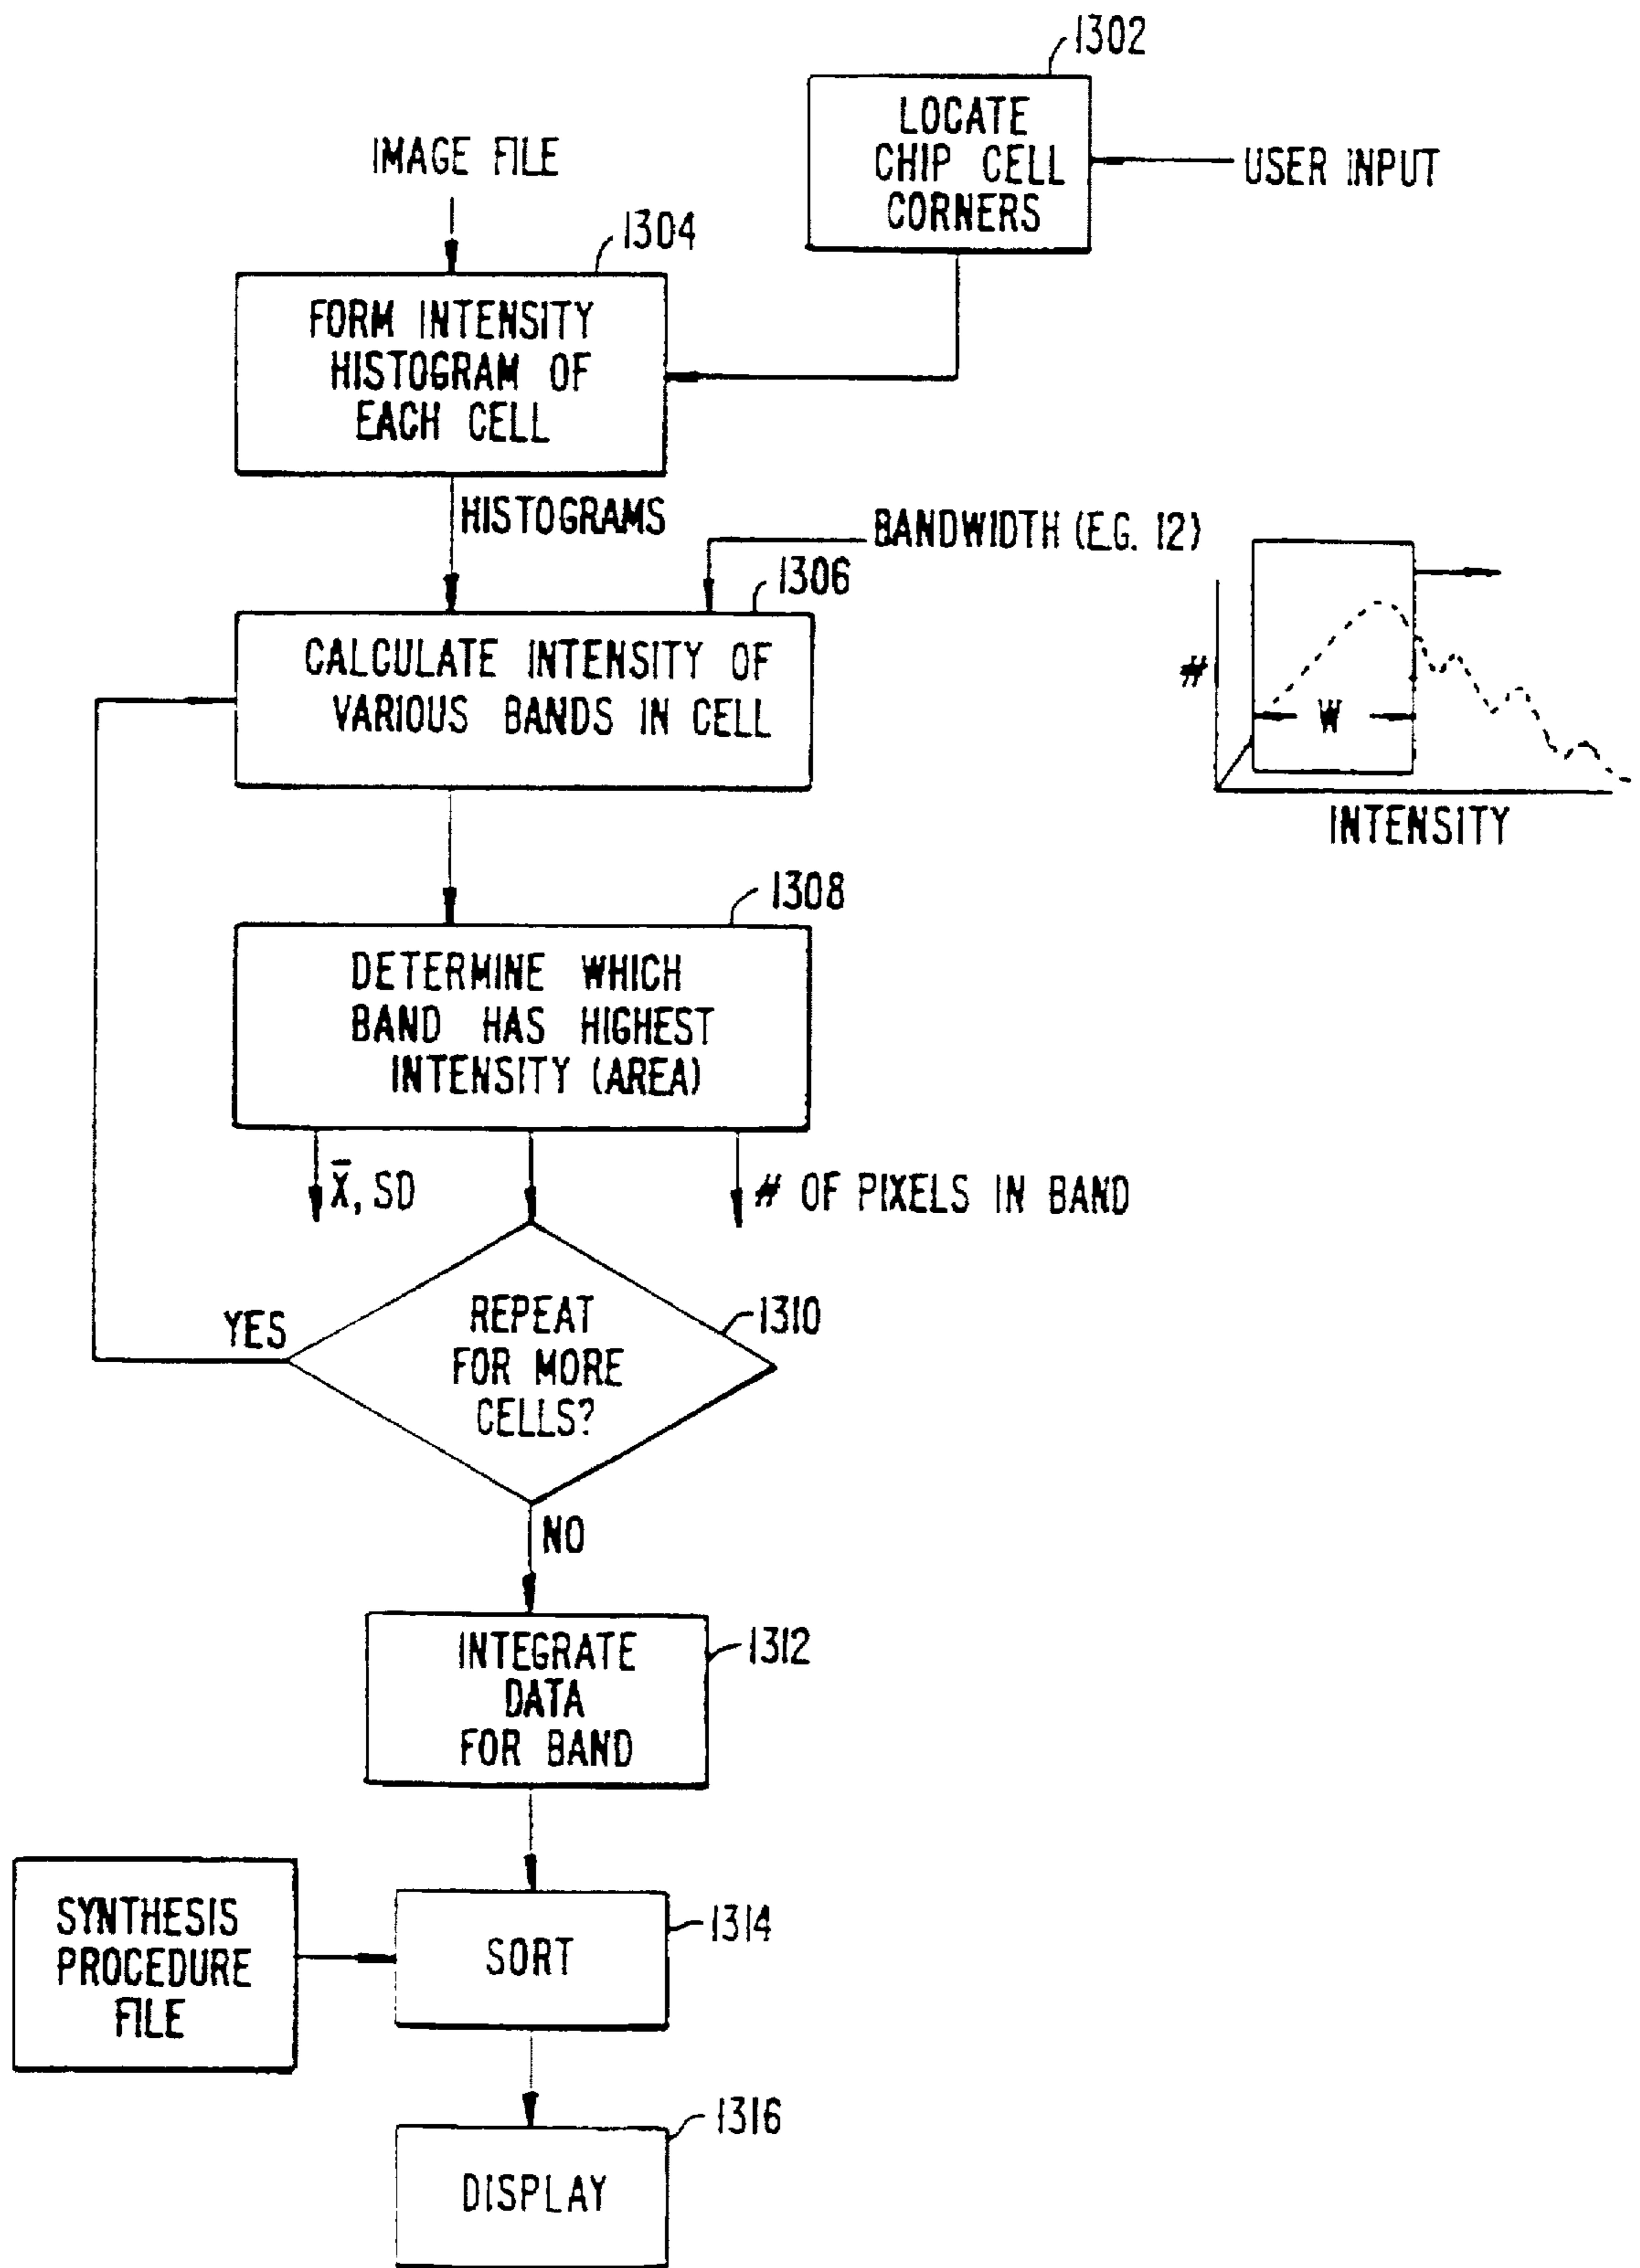 1302
LOCATE
CHIP CELL
CORNERS
USER INPUT
IMAGE FILE
1304
FORM INTENSITY
HISTOGRAM OF
EACH CELL
HISTOGRAMS
BANDWIDTH (E.G. 12)
1306
CALCULATE INTENSITY OF
VARIOUS BANDS IN CELL
#
W
INTENSITY
1308
DETERMINE WHICH
BAND HAS HIGHEST
INTENSITY (AREA)
X̄, SD
# OF PIXELS IN BAND
REPEAT
FOR MORE
CELLS?
1310
YES
NO
INTEGRATE
DATA
FOR BAND
1312
SYNTHESIS
PROCEDURE
FILE
SORT
1314
DISPLAY
1316